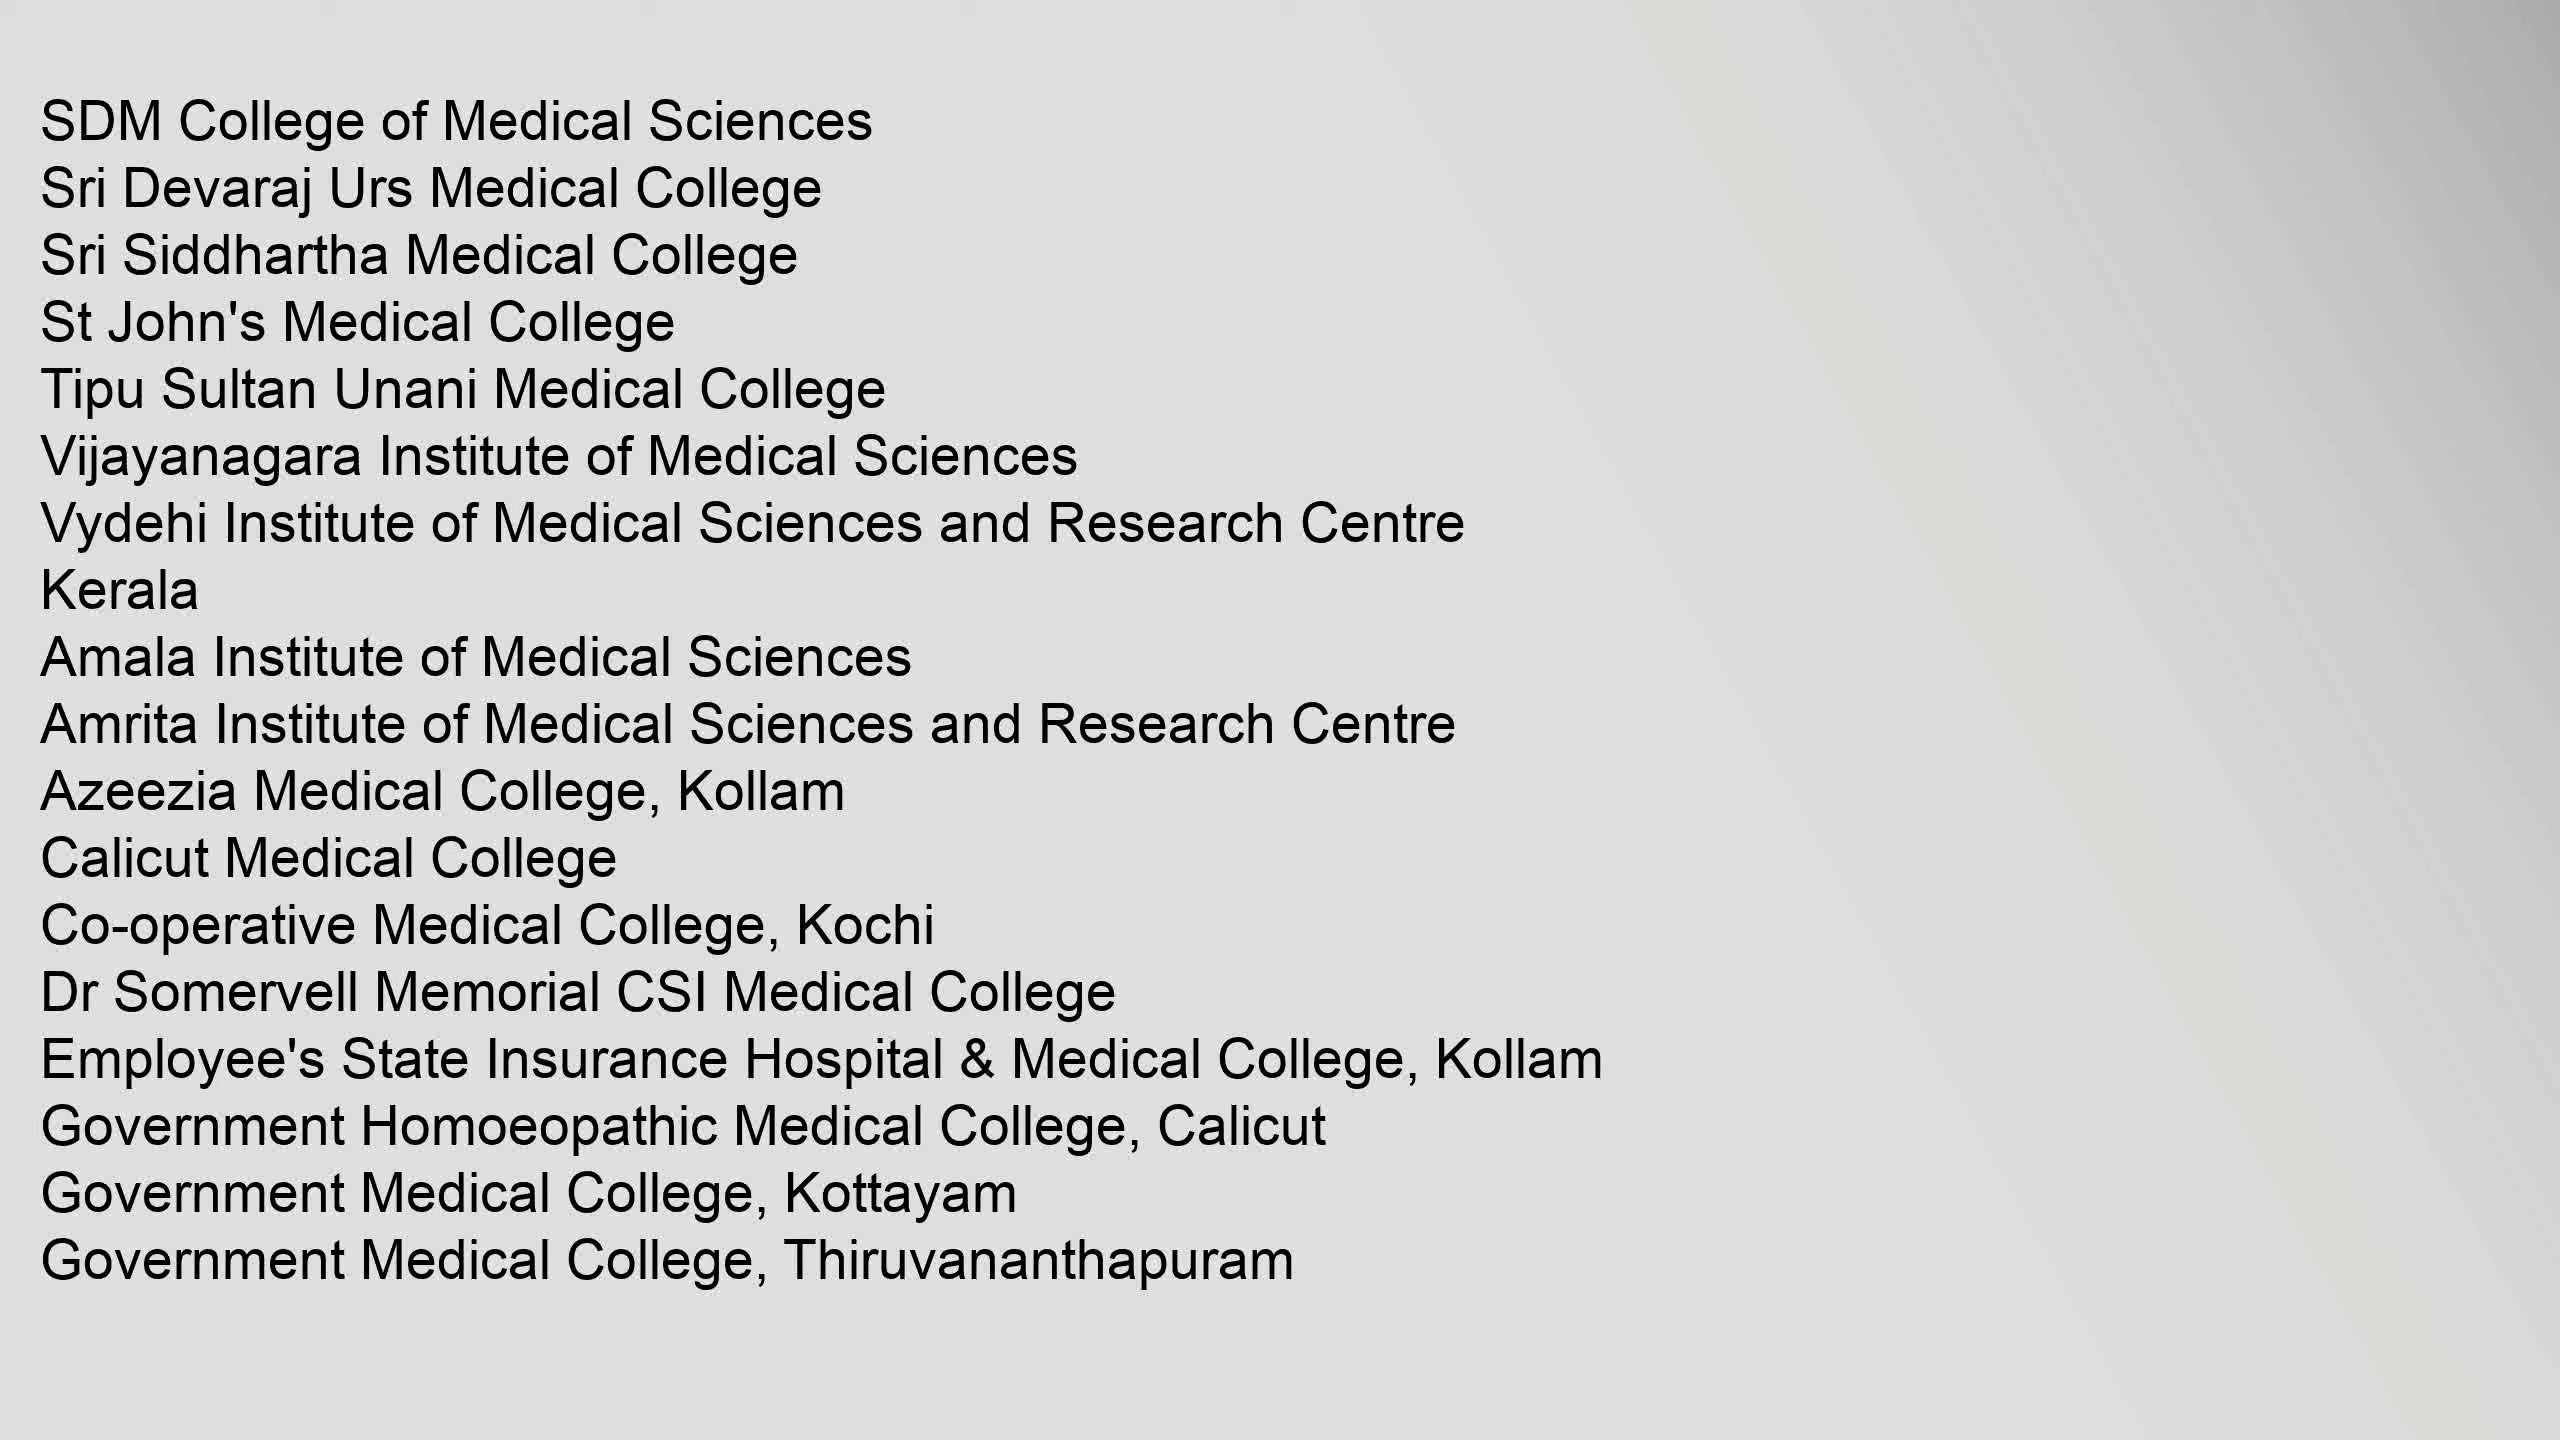 SDM College of Medical Sciences
Sri Devaraj Urs Medical College
Sri Siddhartha Medical College
St John's Medical College
Tipu Sultan Unani Medical College
Vijayanagara Institute of Medical Sciences
Vydehi Institute of Medical Sciences and Research Centre
Kerala
Amala Institute of Medical Sciences
Amrita Institute of Medical Sciences and Research Centre
Azeezia Medical College, Kollam
Calicut Medical College
Co-operative Medical College, Kochi
Dr Somervell Memorial CSI Medical College
Employee's State Insurance Hospital & Medical College, Kollam
Government Homoeopathic Medical College, Calicut
Government Medical College, Kottayam
Government Medical College, Thiruvananthapuram